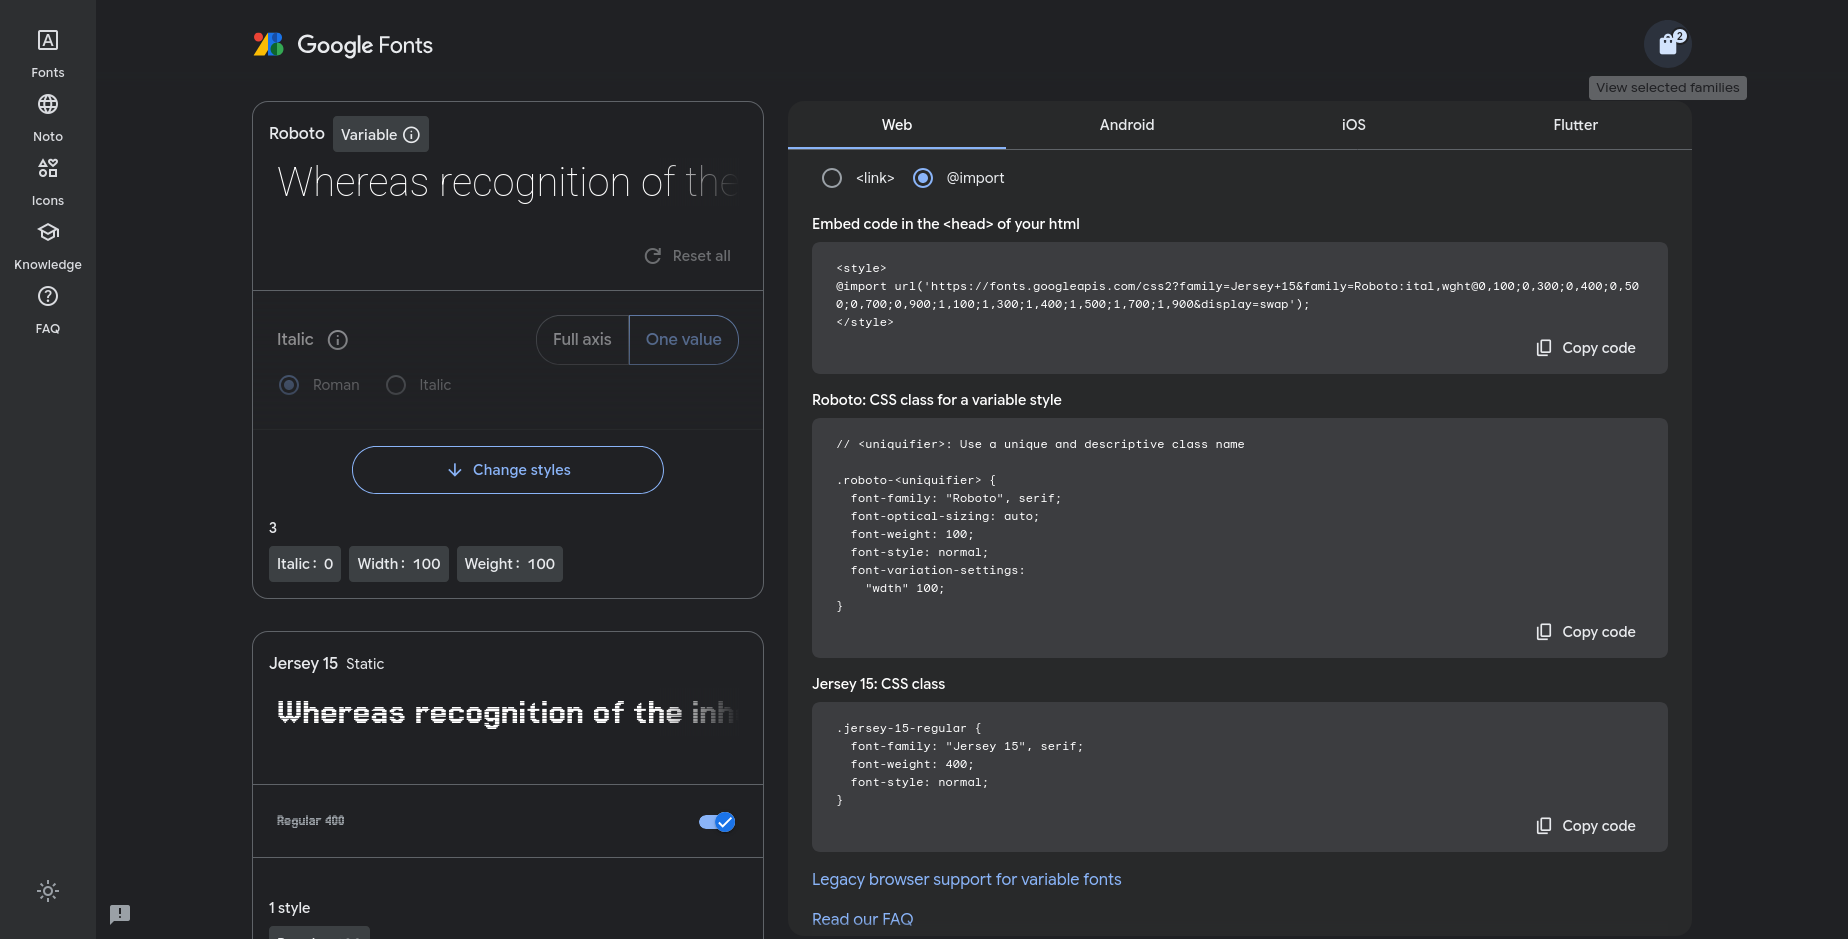 Fonts
Noto
Icons
Knowledge
FAQ
Google Fonts
2
View selected families
Roboto Variable
Whereas recognition of the
Reset all
Italic Full axis One value
Roman Italic
Change styles
3
Italic: 0 Width: 100 Weight: 100
Jersey 15 Static
Whereas recognition of the inh
Regular 400
1 style
Web Android iOS Flutter
<link> @import
Embed code in the <head> of your html
<style>
@import url('https://fonts.googleapis.com/css2?family=Jersey+15&family=Roboto:ital,wght@0,100;0,300;0,400;0,50
0;0,700;0,900;1,100;1,300;1,400;1,500;1,700;1,900&display=swap');
</style>
Copy code
Roboto: CSS class for a variable style
// <uniquifier>: Use a unique and descriptive class name
.roboto-<uniquifier> {
font-family: "Roboto", serif;
font-optical-sizing: auto;
font-weight: 100;
font-style: normal;
font-variation-settings:
"wdth" 100;
}
Copy code
Jersey 15: CSS class
.jersey-15-regular {
font-family: "Jersey 15", serif;
font-weight: 400;
font-style: normal;
}
Copy code
Legacy browser support for variable fonts
Read our FAQ